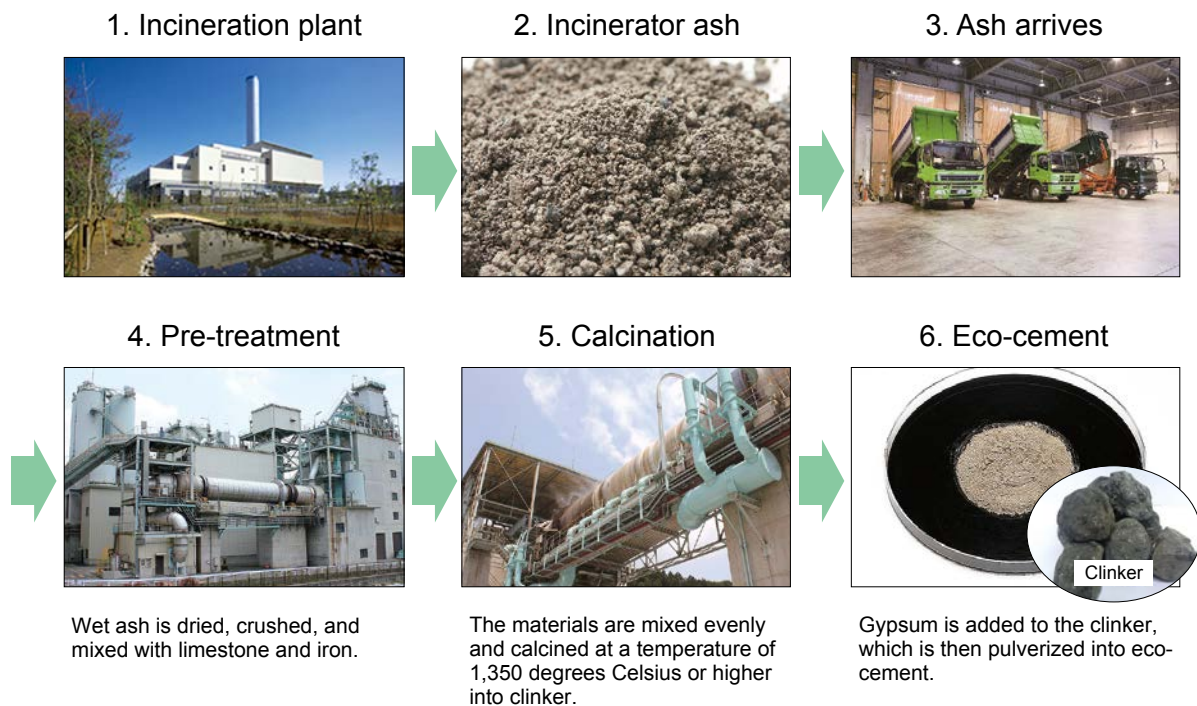 1. Incineration plant
2. Incinerator ash
3. Ash arrives
4. Pre-treatment
5. Calcination
6. Eco-cement
Clinker
Wet ash is dried, crushed, and
mixed with limestone and iron.
The materials are mixed evenly
and calcined at a temperature of
1,350 degrees Celsius or higher
into clinker.
Gypsum is added to the clinker,
which is then pulverized into eco-
cement.